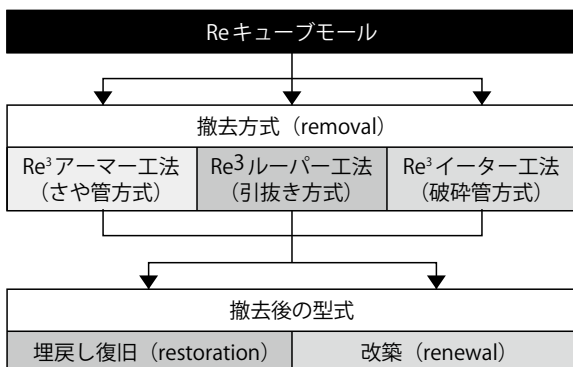 Reキューブモール
撤去方式（removal）
Re³アーマー工法
（さや管方式）
Re³ルーパー工法
（引抜き方式）
Re³イーター工法
（破砕管方式）
撤去後の型式
埋戻し復旧（restoration）
改築（renewal）